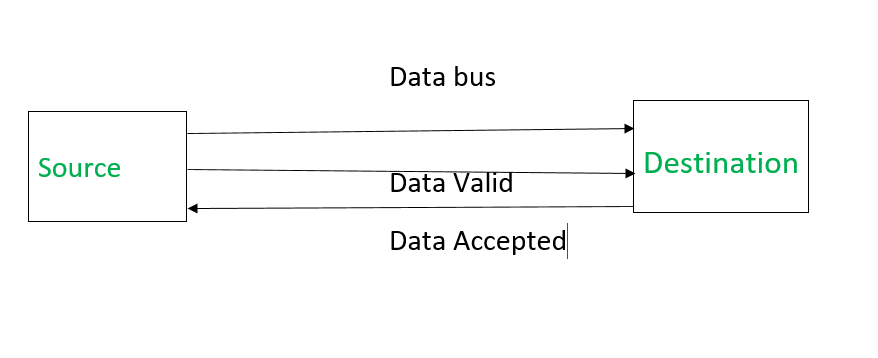 Data bus
Source
Destination
Data Valid
Data Accepted